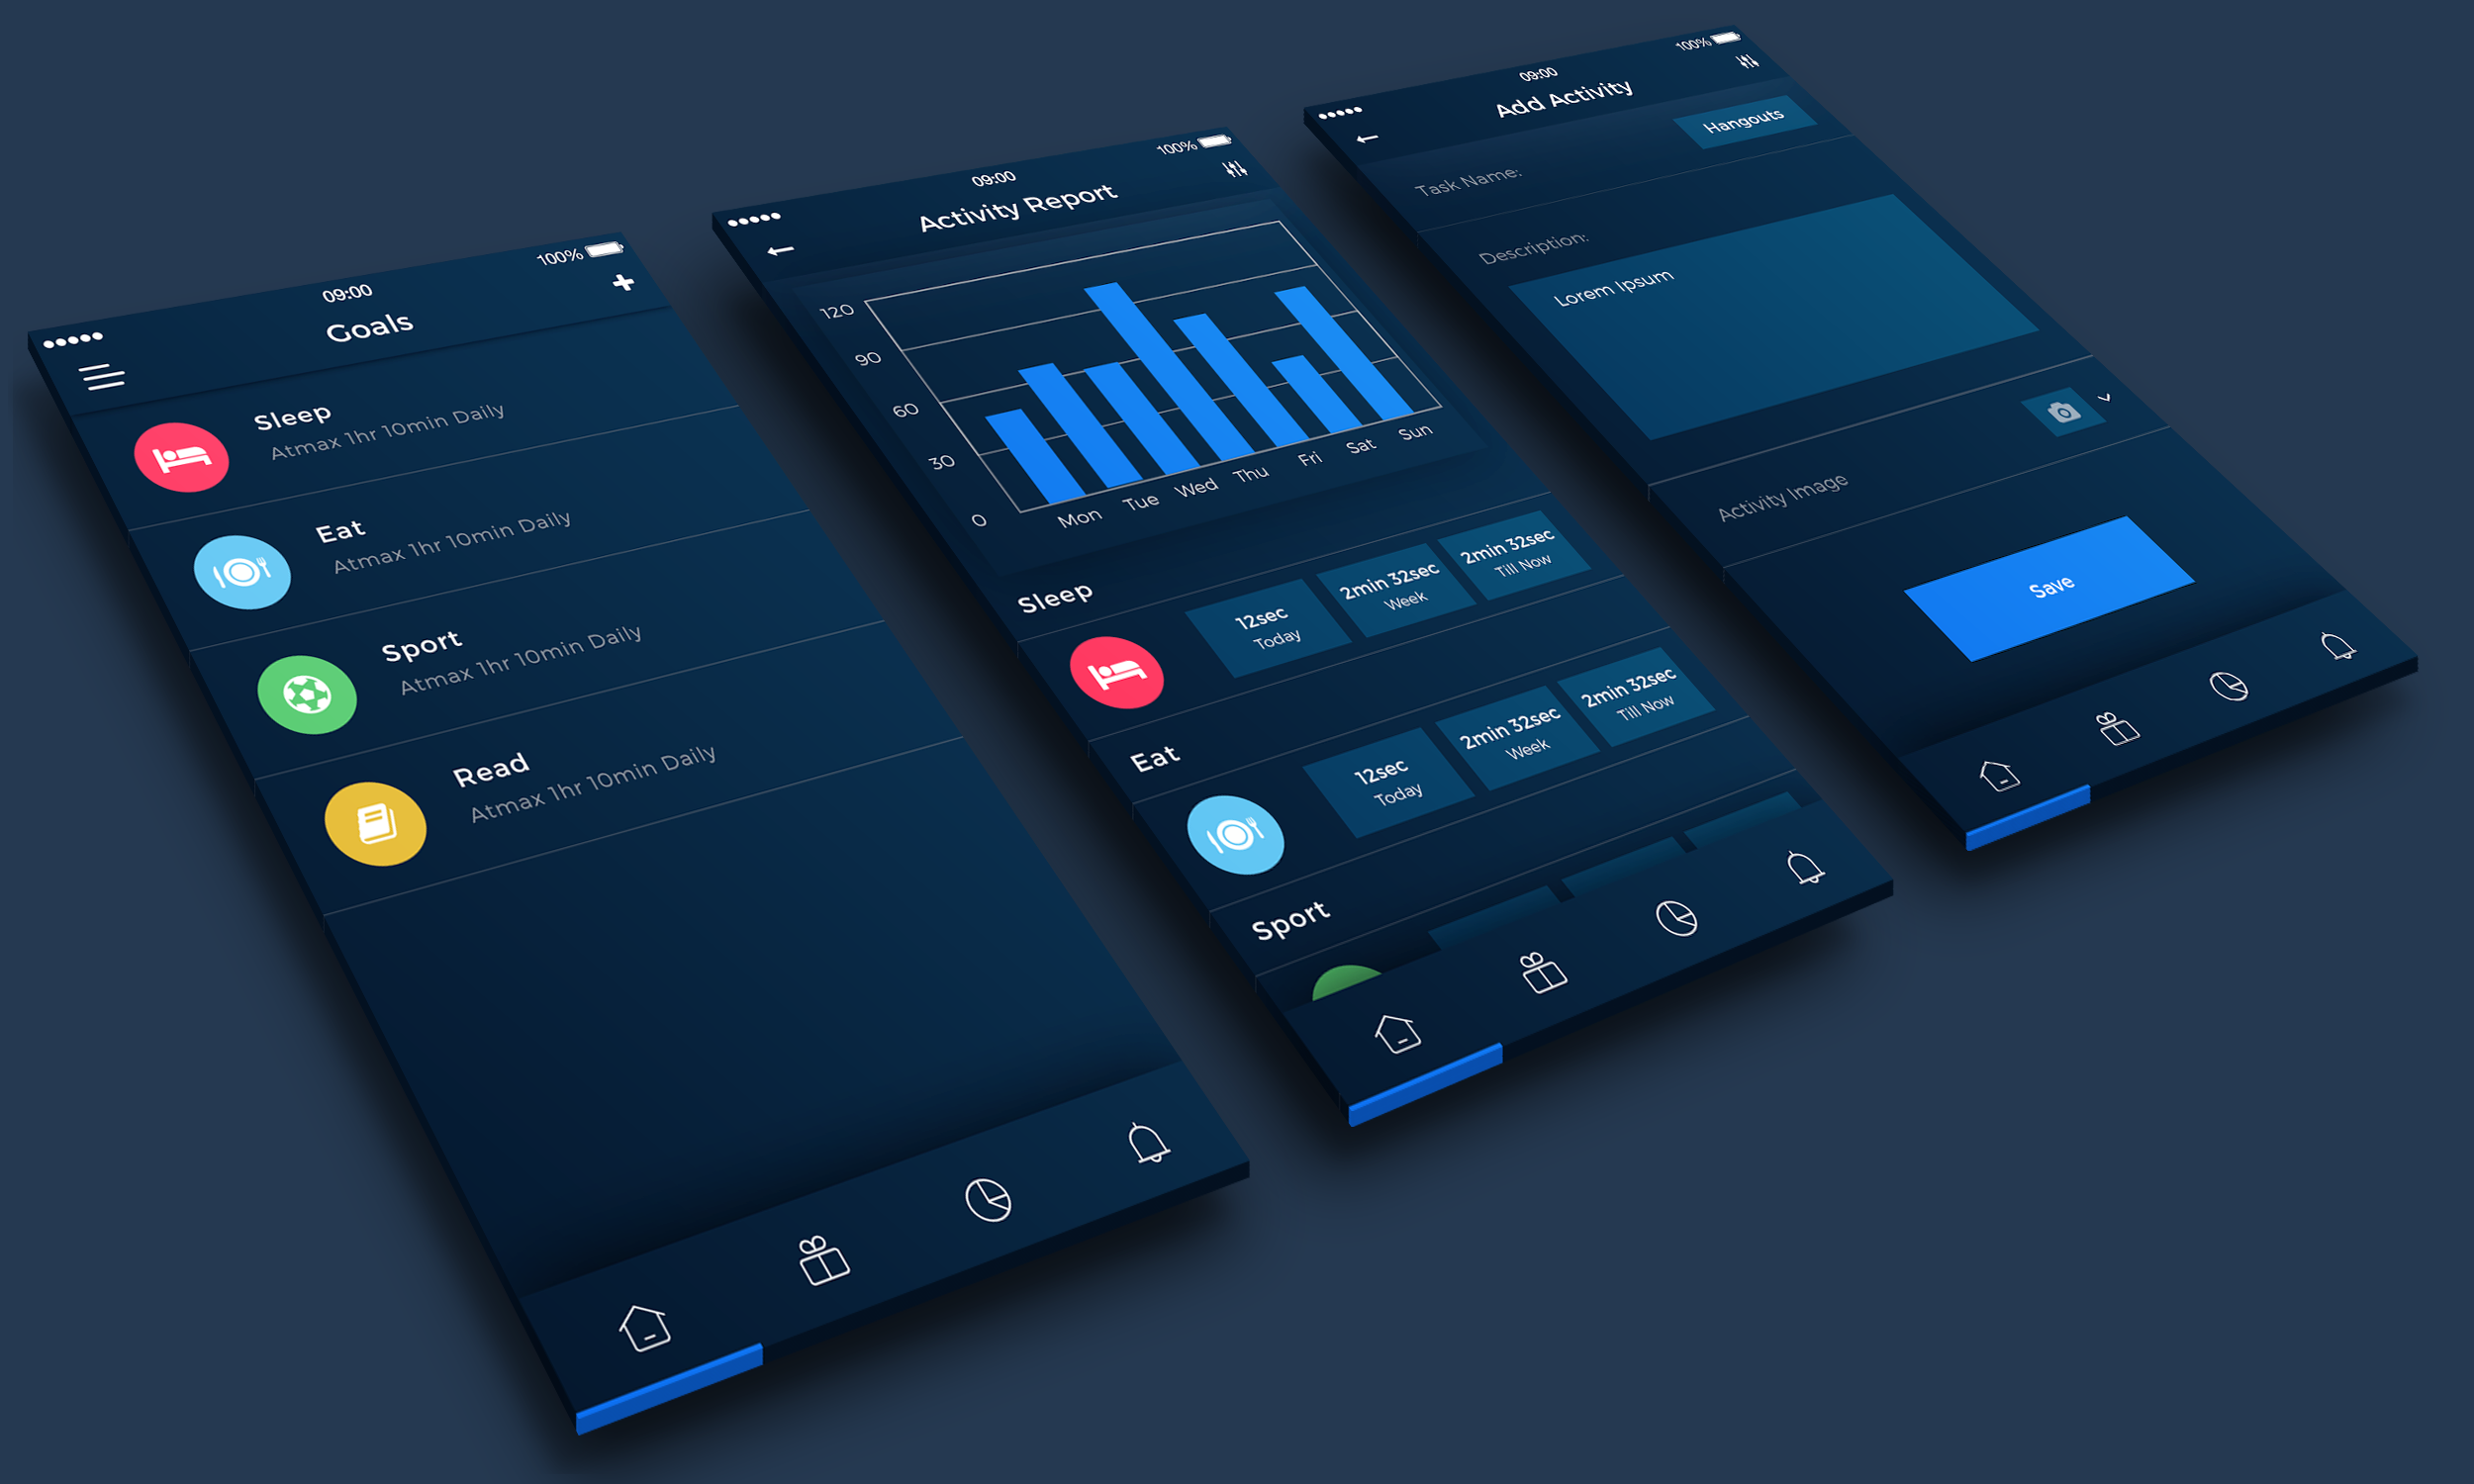 09:00
100%
Goals
Sleep
Atmax 1hr 10min Daily
Eat
Atmax 1hr 10min Daily
Sport
Atmax 1hr 10min Daily
Read
Atmax 1hr 10min Daily
09:00
100%
Activity Report
120
90
60
30
0
Mon Tue Wed Thu Fri Sat Sun
Sleep
12sec 2min 32sec 2min 32sec
Today Week Till Now
Eat
12sec 2min 32sec 2min 32sec
Today Week Till Now
Sport
09:00
100%
Add Activity
Task Name: Hangouts
Description:
Lorem Ipsum
Activity Image
Save